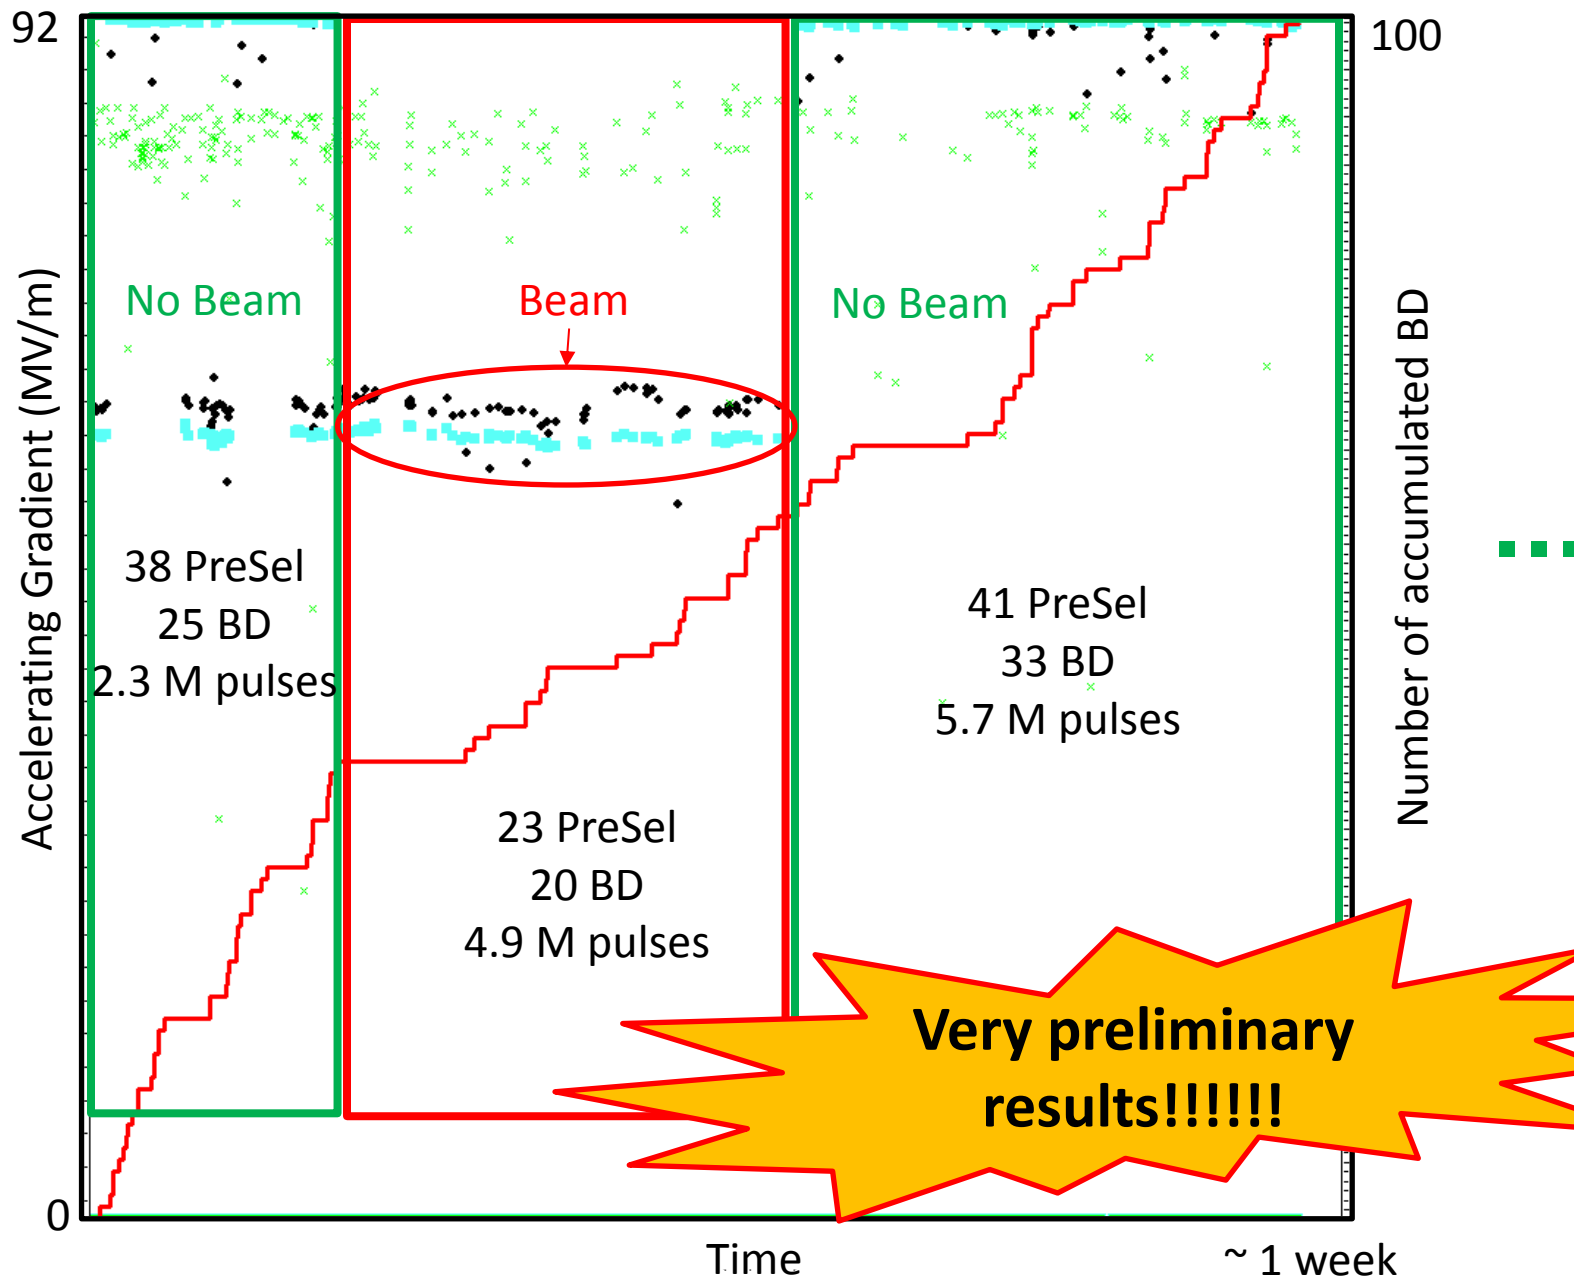 92
100
Accelerating Gradient (MV/m)
No Beam
Beam
No Beam
Number of accumulated BD
38 PreSel
25 BD
2.3 M pulses
41 PreSel
33 BD
5.7 M pulses
23 PreSel
20 BD
4.9 M pulses
Very preliminary
results!!!!!!
0
Time
~ 1 week